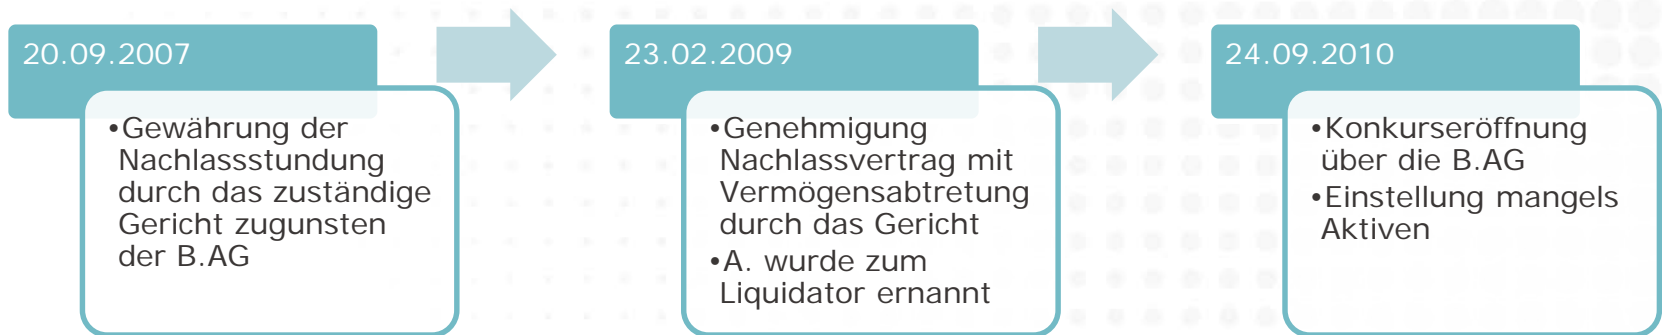 20.09.2007
•Gewährung der
Nachlassstundung
durch das zuständige
Gericht zugunsten
der B.AG
23.02.2009
•Genehmigung
Nachlassvertrag mit
Vermögensabtretung
durch das Gericht
•A. wurde zum
Liquidator ernannt
24.09.2010
•Konkurseröffnung
über die B.AG
•Einstellung mangels
Aktiven